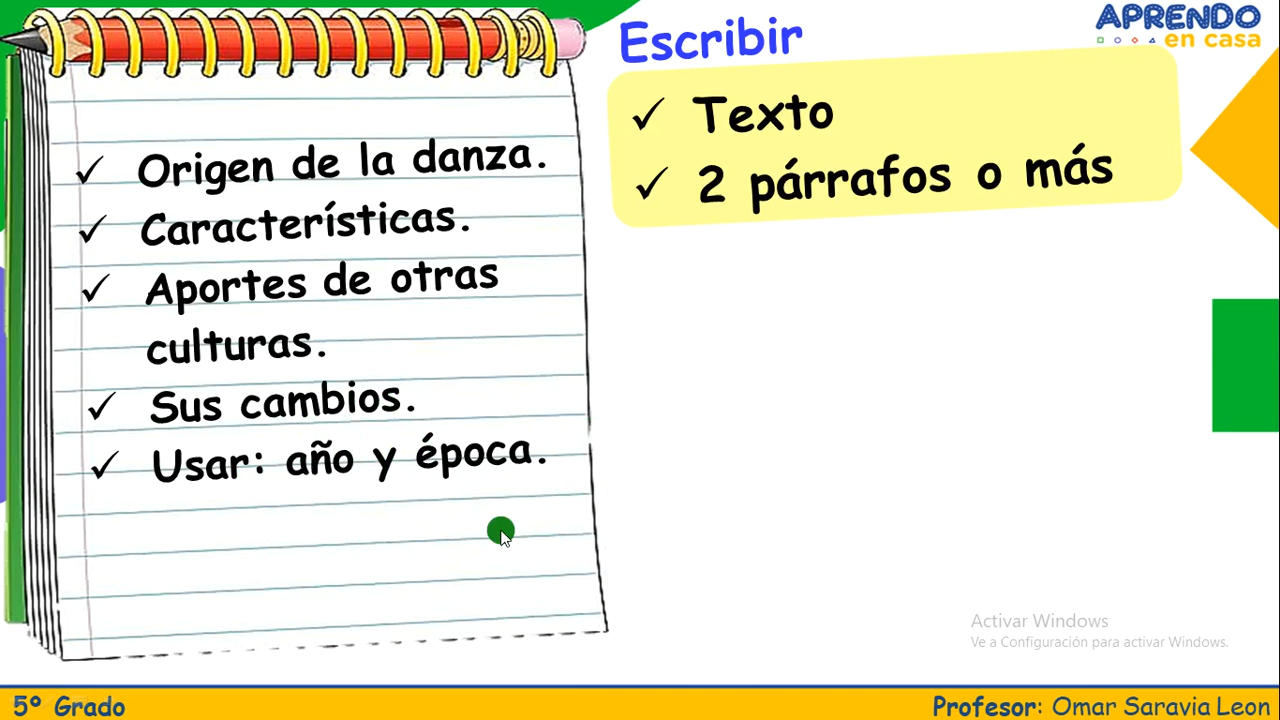 Escribir
APRENDO
en casa
✓ Texto
✓ 2 párrafos o más
✓ Origen de la danza.
✓ Características.
✓ Aportes de otras
culturas.
✓ Sus cambios.
✓ Usar: año y época.
Activar Windows
Ve a Configuración para activar Windows.
5º Grado
Profesor: Omar Saravia Leon